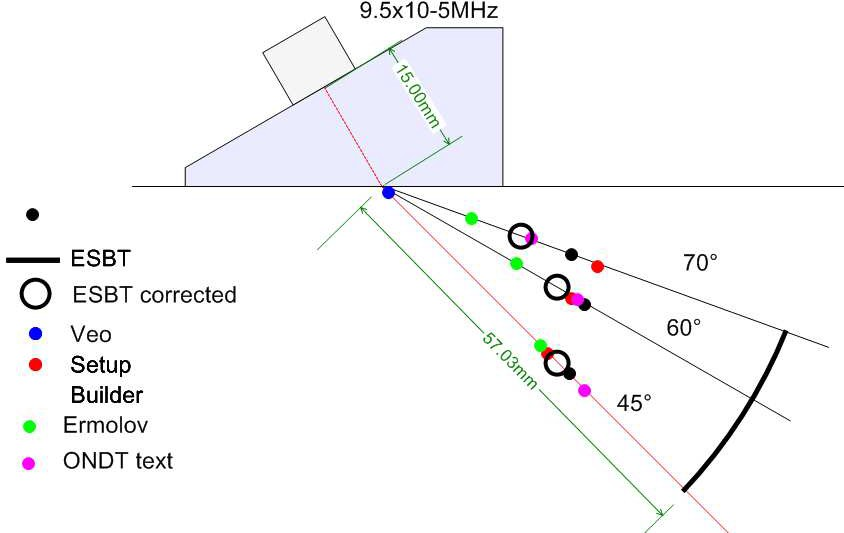 9.5x10-5MHz
15.00mm
70°
ESBT
ESBT corrected
60°
Veo
57.03mm
Setup
Builder
45°
Ermolov
ONDT text